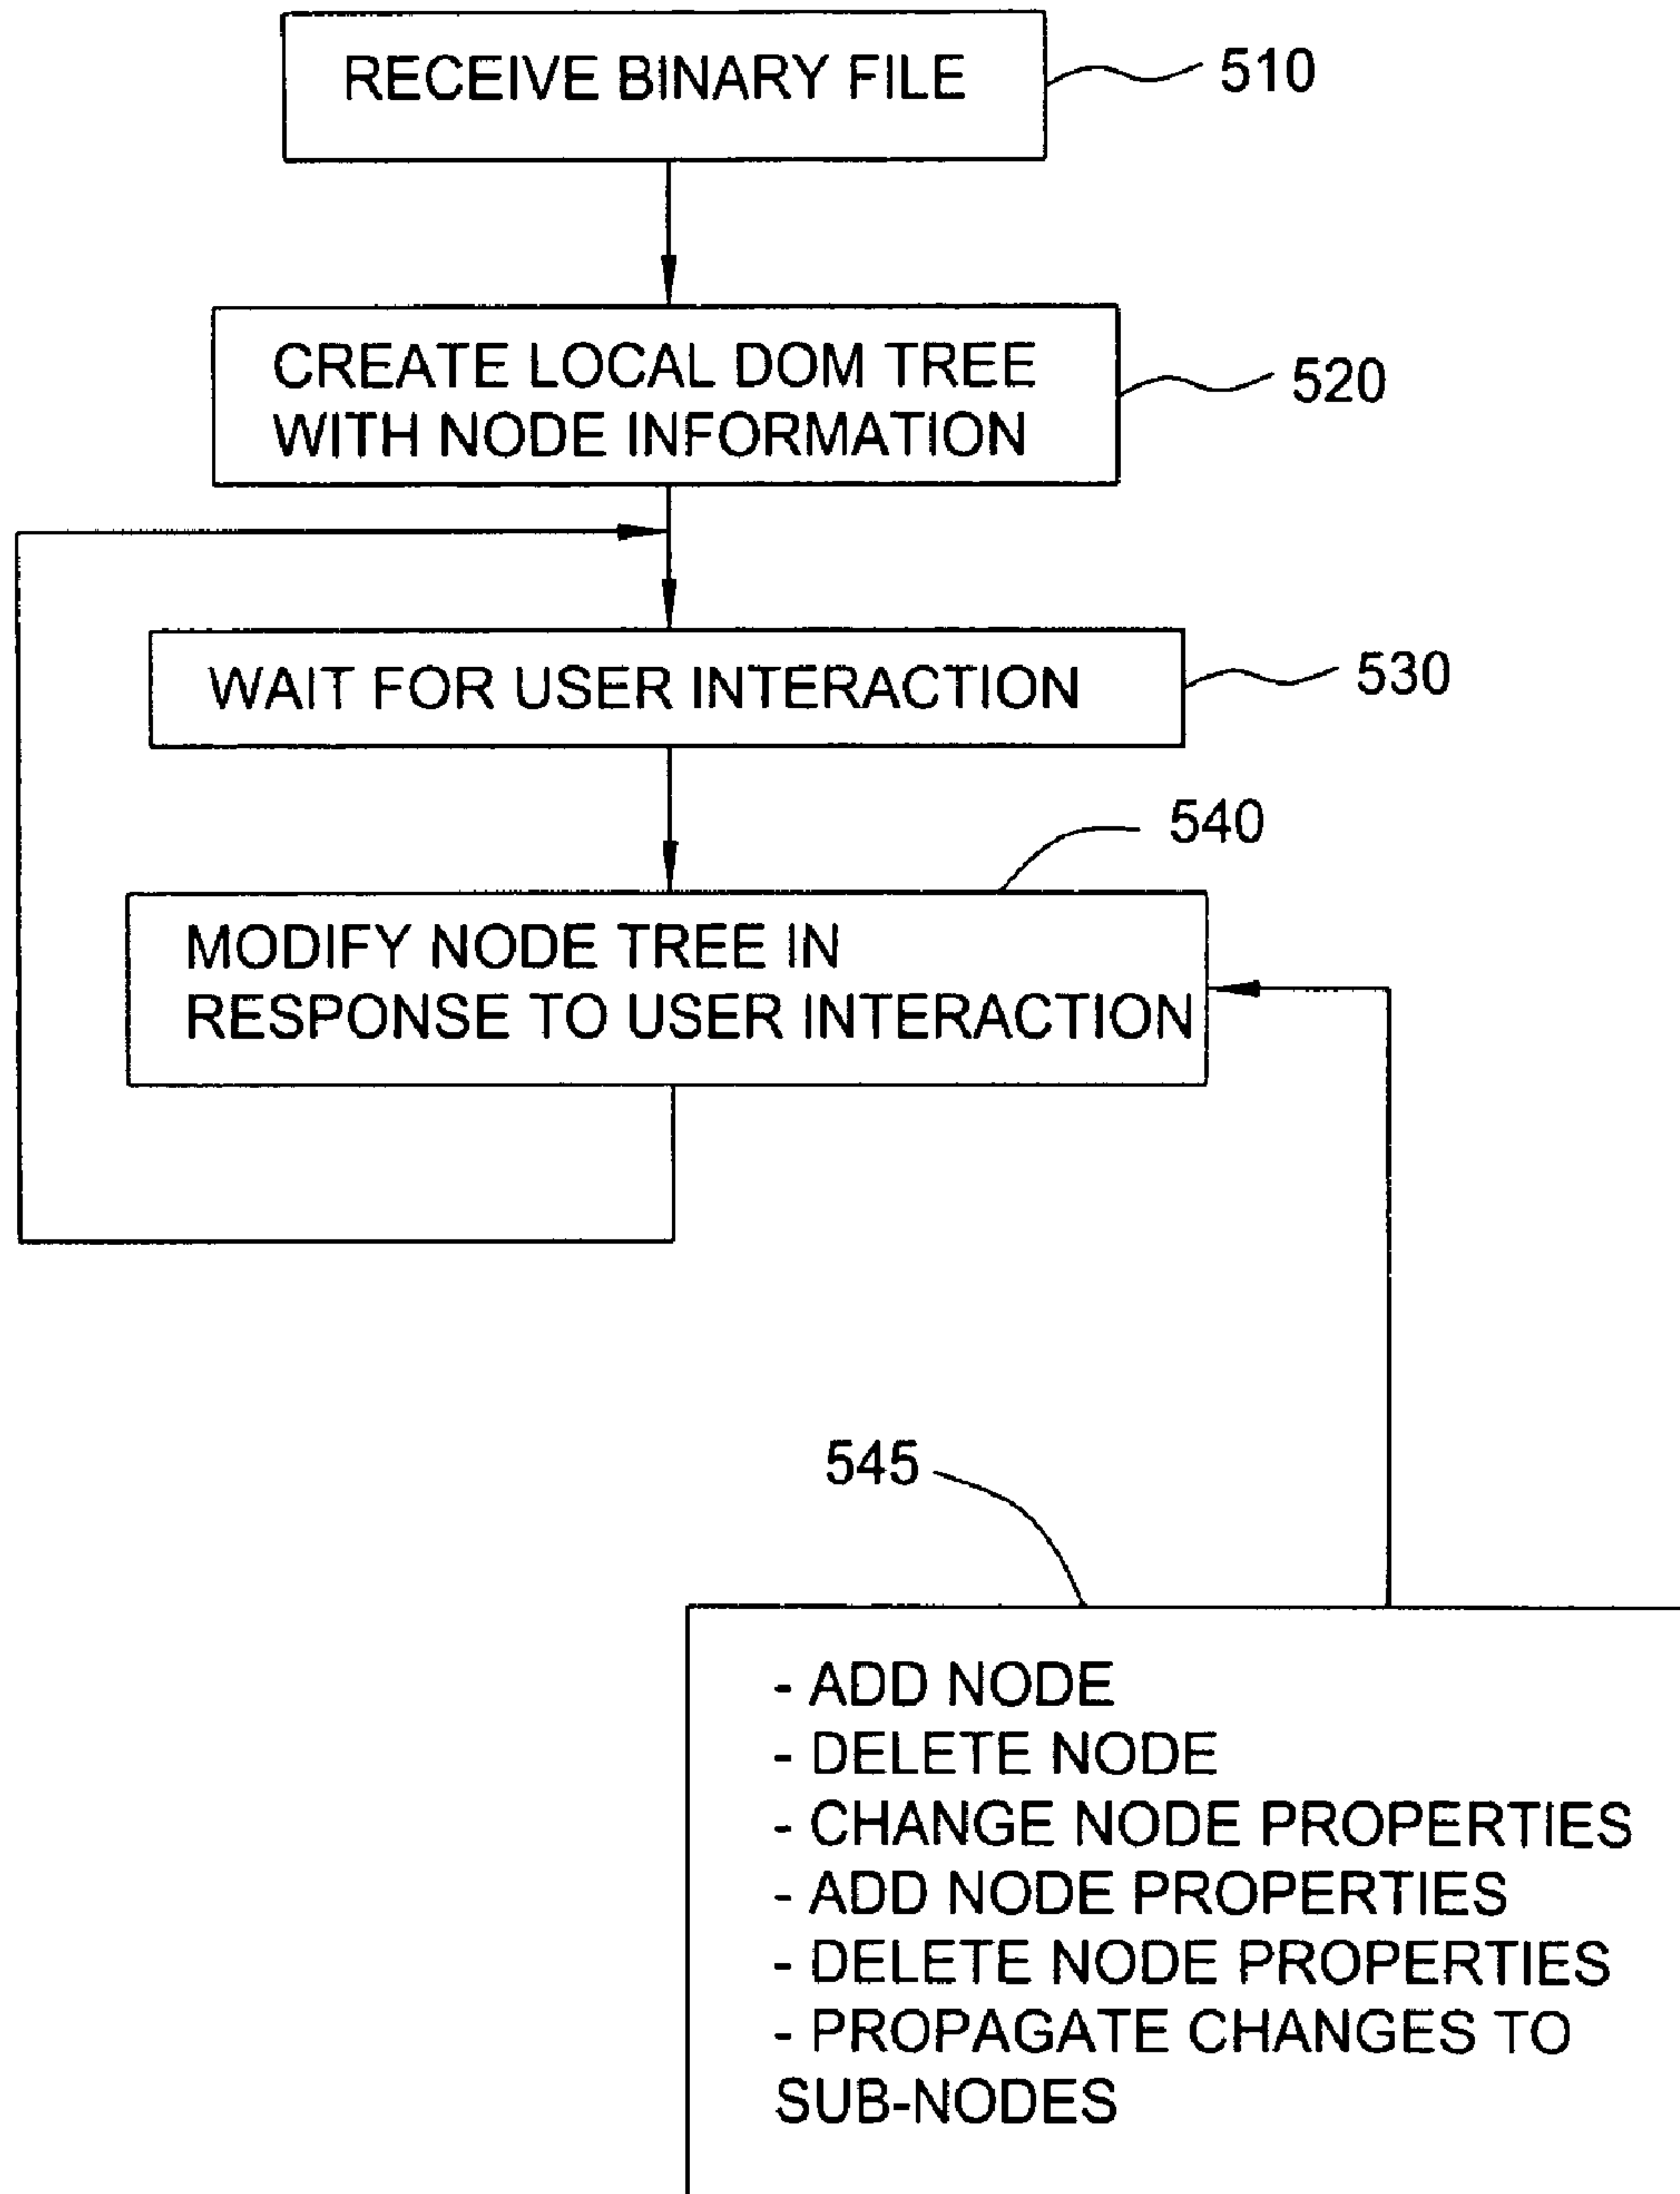 RECEIVE BINARY FILE
510
CREATE LOCAL DOM TREE
WITH NODE INFORMATION
520
WAIT FOR USER INTERACTION
530
540
MODIFY NODE TREE IN
RESPONSE TO USER INTERACTION
545
- ADD NODE
- DELETE NODE
- CHANGE NODE PROPERTIES
- ADD NODE PROPERTIES
- DELETE NODE PROPERTIES
- PROPAGATE CHANGES TO
SUB-NODES